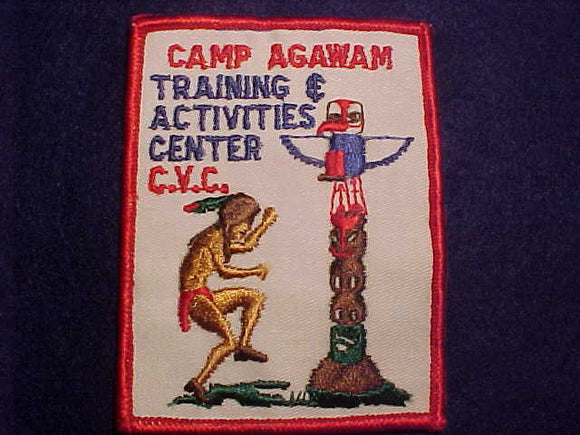 CAMP AGAWAM
TRAINING &
ACTIVITIES
CENTER
C.V.C.